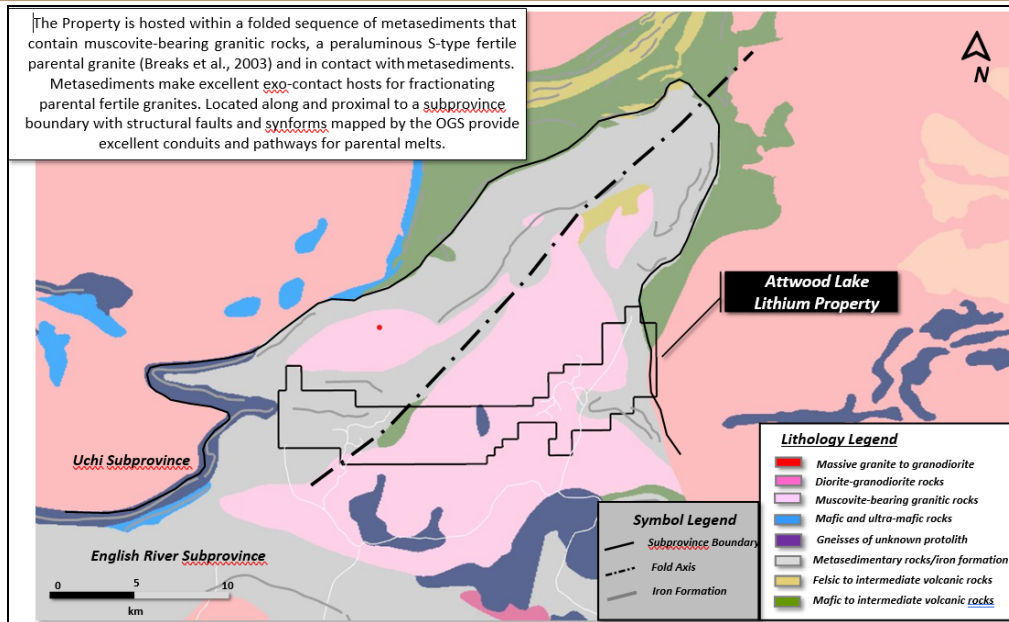 The Property is hosted within a folded sequence of metasediments that
contain muscovite-bearing granitic rocks, a peraluminous S-type fertile
parental granite (Breaks et al., 2003) and in contact with metasediments.
Metasediments make excellent exo-contact hosts for fractionating
parental fertile granites. Located along and proximal to a subprovince
boundary with structural faults and synforms mapped by the OGS provide
excellent conduits and pathways for parental melts.
N
Attwood Lake
Lithium Property
Uchi Subprovince
English River Subprovince
0 5 10
km
Symbol Legend
Subprovince Boundary
Fold Axis
Iron Formation
Lithology Legend
Massive granite to granodiorite
Diorite-granodiorite rocks
Muscovite-bearing granitic rocks
Mafic and ultra-mafic rocks
Gneisses of unknown protolith
Metasedimentary rocks/iron formation
Felsic to intermediate volcanic rocks
Mafic to intermediate volcanic rocks